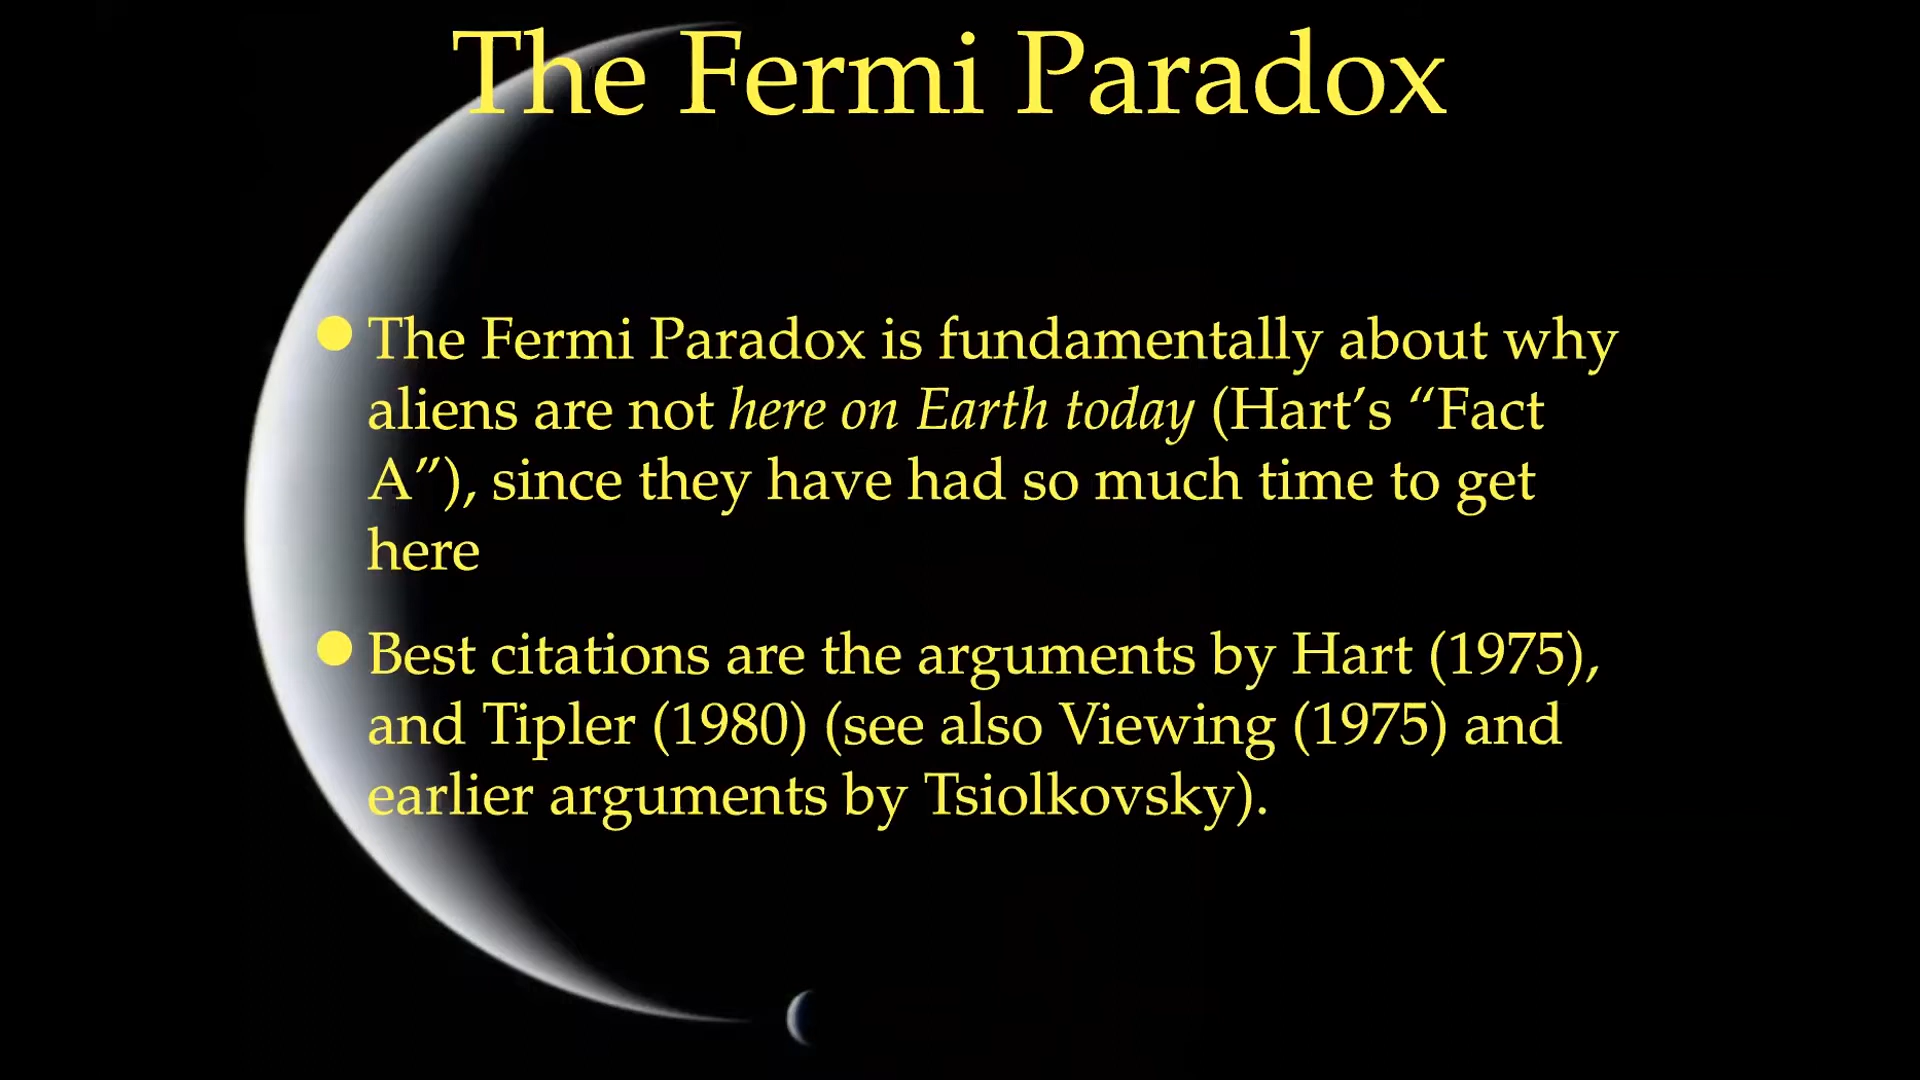 The Fermi Paradox
• The Fermi Paradox is fundamentally about why
aliens are not here on Earth today (Hart’s “Fact
A”), since they have had so much time to get
here
• Best citations are the arguments by Hart (1975),
and Tipler (1980) (see also Viewing (1975) and
earlier arguments by Tsiolkovsky).